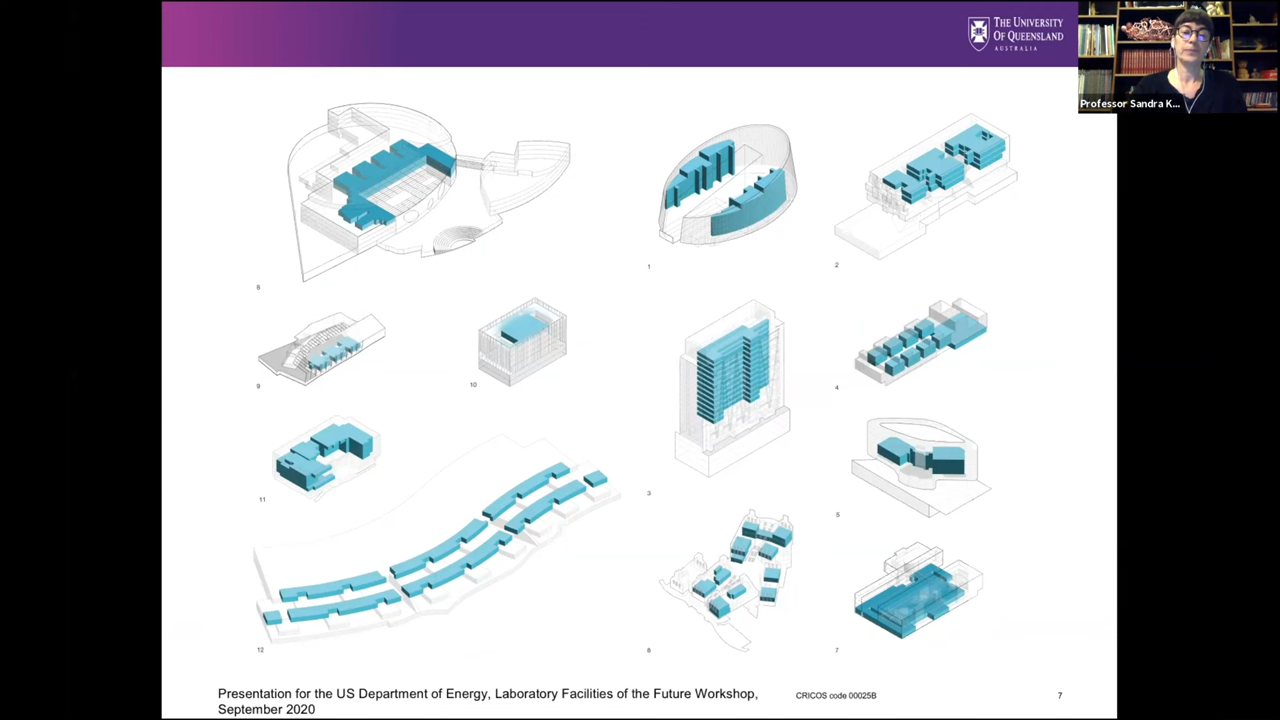 THE UNIVERSITY
OF QUEENSLAND
AUSTRALIA
Professor Sandra K...
8
1
2
9
10
3
4
11
5
12
6
7
Presentation for the US Department of Energy, Laboratory Facilities of the Future Workshop,
September 2020
CRICOS code 00025B
7